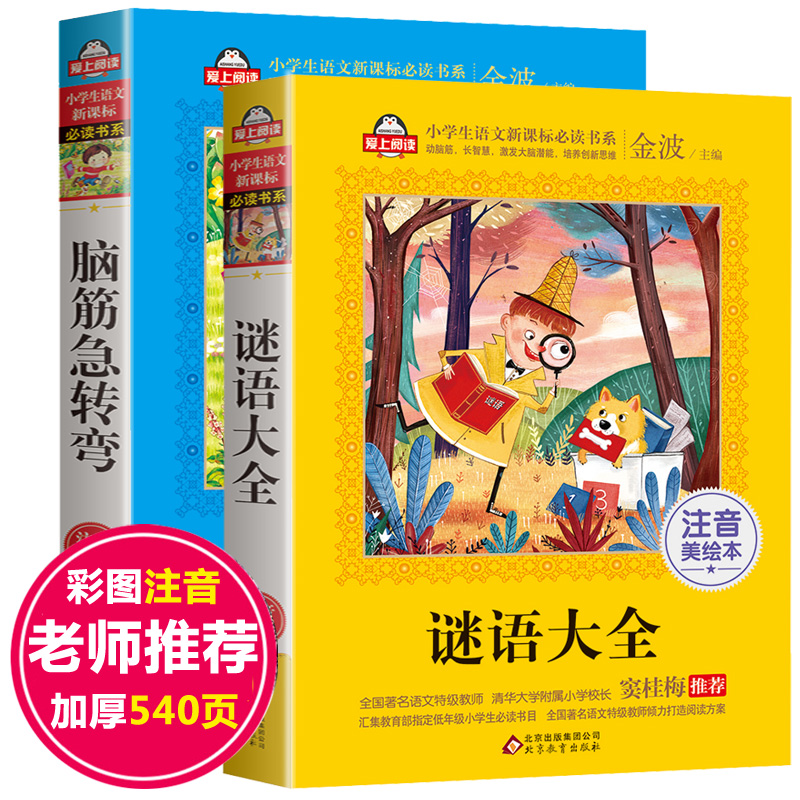 爱上阅读
小学生语文
新课标
必读书系
脑筋急转弯
爱上阅读
小学生语文新课标必读书系
金波
爱上阅读
AISHANG YUEDU
小学生语文
新课标
必读书系
谜语大全
爱上阅读
AISHANG YUEDU
小学生语文新课标必读书系
动脑筋,长智慧,激发大脑潜能,培养创新思维
金波/主编
谜语
1
3
注音
美绘本
谜语大全
全国著名语文特级教师 清华大学附属小学校长 窦桂梅 推荐
汇集教育部指定低年级小学生必读书目 全国著名语文特级教师倾力打造阅读方案
北京出版集团公司
北京教育出版社
彩图注音
老师推荐
加厚540页